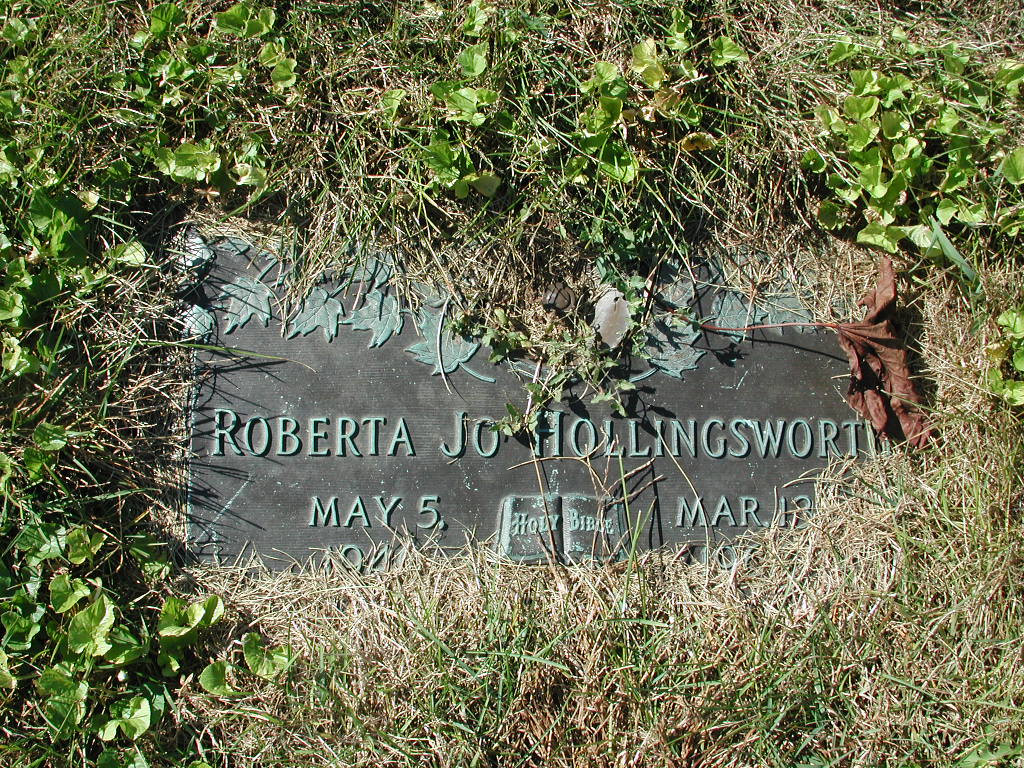 ROBERTA JO HOLLINGSWORTH
MAY 5,
HOLY BIBLE
MAR 13